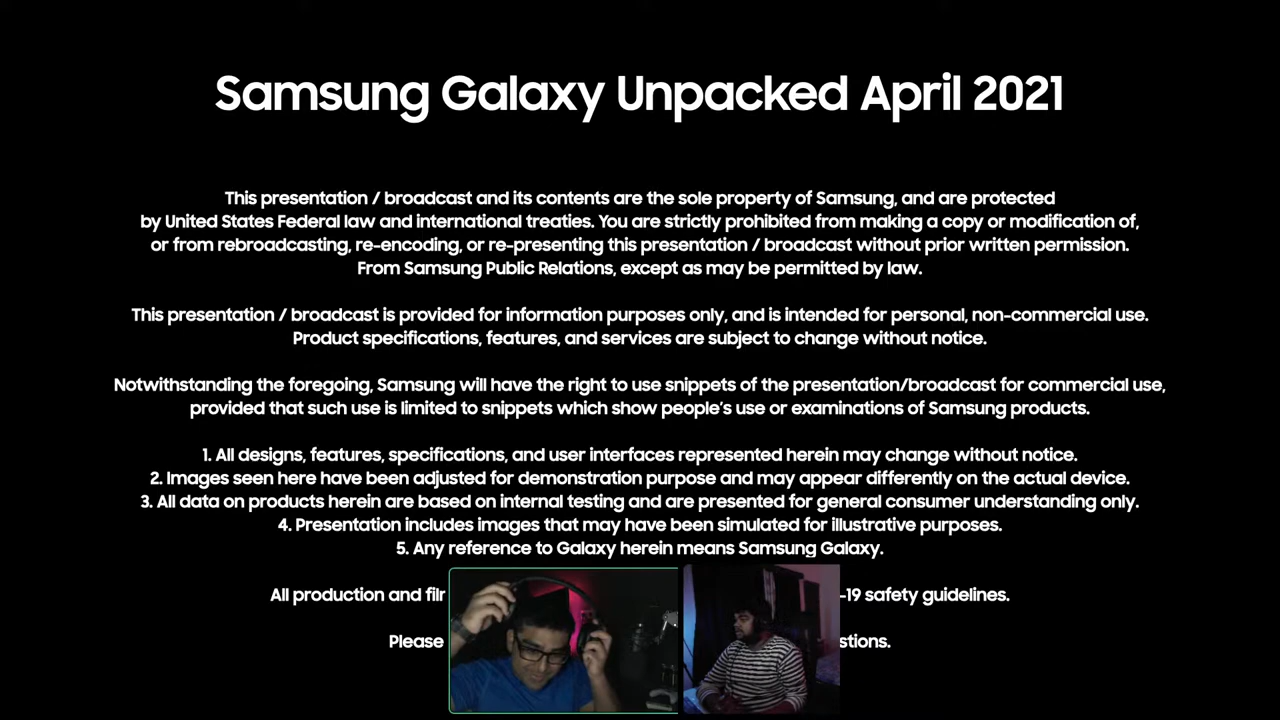 Samsung Galaxy Unpacked April 2021
This presentation / broadcast and its contents are the sole property of Samsung, and are protected
by United States Federal law and international treaties. You are strictly prohibited from making a copy or modification of,
or from rebroadcasting, re-encoding, or re-presenting this presentation / broadcast without prior written permission.
From Samsung Public Relations, except as may be permitted by law.
This presentation / broadcast is provided for information purposes only, and is intended for personal, non-commercial use.
Product specifications, features, and services are subject to change without notice.
Notwithstanding the foregoing, Samsung will have the right to use snippets of the presentation/broadcast for commercial use,
provided that such use is limited to snippets which show people's use or examinations of Samsung products.
1. All designs, features, specifications, and user interfaces represented herein may change without notice.
2. Images seen here have been adjusted for demonstration purpose and may appear differently on the actual device.
3. All data on products herein are based on internal testing and are presented for general consumer understanding only.
4. Presentation includes images that may have been simulated for illustrative purposes.
5. Any reference to Galaxy herein means Samsung Galaxy.
All production and -19 safety guidelines.
Please